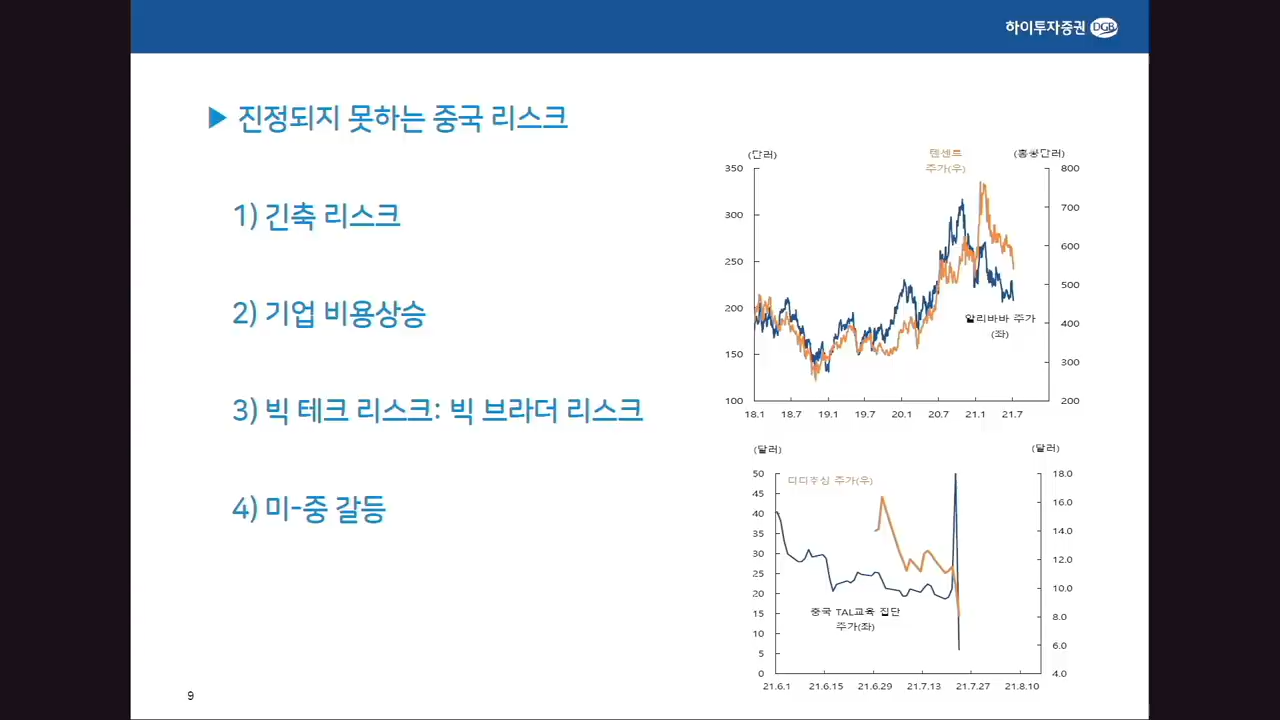 하이투자증권 DGB
▶ 진정되지 못하는 중국 리스크
1) 긴축 리스크
2) 기업 비용상승
3) 빅 테크 리스크: 빅 브라더 리스크
4) 미-중 갈등
(달러)
텐센트
주가(우)
(홍콩달러)
350
300
250
200
150
100
800
700
600
500
400
300
200
알리바바 주가
(좌)
18.1 18.7 19.1 19.7 20.1 20.7 21.1 21.7
(달러)
(달러)
디디추싱 주가(우)
50
45
40
35
30
25
20
15
10
5
0
18.0
16.0
14.0
12.0
10.0
8.0
6.0
4.0
중국 TAL교육 집단
주가(좌)
21.6.1 21.6.15 21.6.29 21.7.13 21.7.27 21.8.10
9